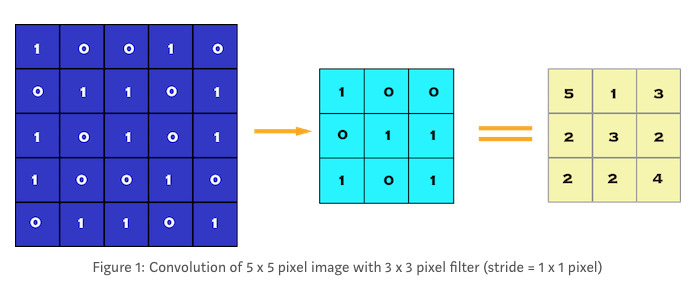 1 0 0 1 0
0 1 1 0 1
1 0 1 0 1
1 0 0 1 0
0 1 1 0 1
1 0 0
0 1 1
1 0 1
5 1 3
2 3 2
2 2 4
Figure 1: Convolution of 5 x 5 pixel image with 3 x 3 pixel filter (stride = 1 x 1 pixel)